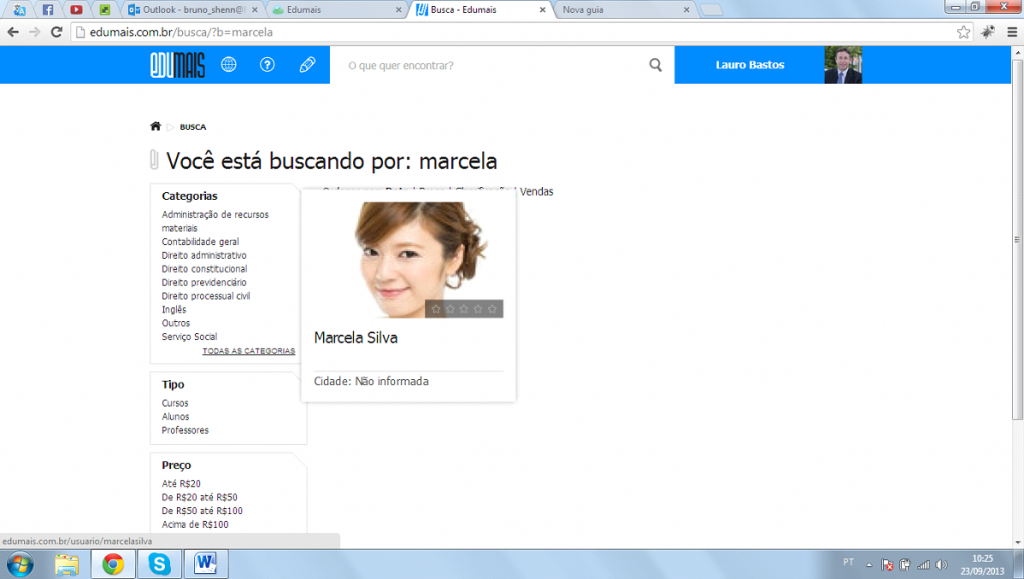 Outlook - bruno_shenn@
Edumais
Busca - Edumais
Nova guia
edumais.com.br/busca/?b=marcela
EDUMAIS
O que quer encontrar?
Lauro Bastos
BUSCA
Você está buscando por: marcela
Vendas
Categorias
Administração de recursos
materiais
Contabilidade geral
Direito administrativo
Direito constitucional
Direito previdenciário
Direito processual civil
Inglês
Outros
Serviço Social
TODAS AS CATEGORIAS
Marcela Silva
Cidade: Não informada
Tipo
Cursos
Alunos
Professores
Preço
Até R$20
De R$20 até R$50
De R$50 até R$100
Acima de R$100
edumais.com.br/usuario/marcelasilva
PT
10:25
23/09/2013